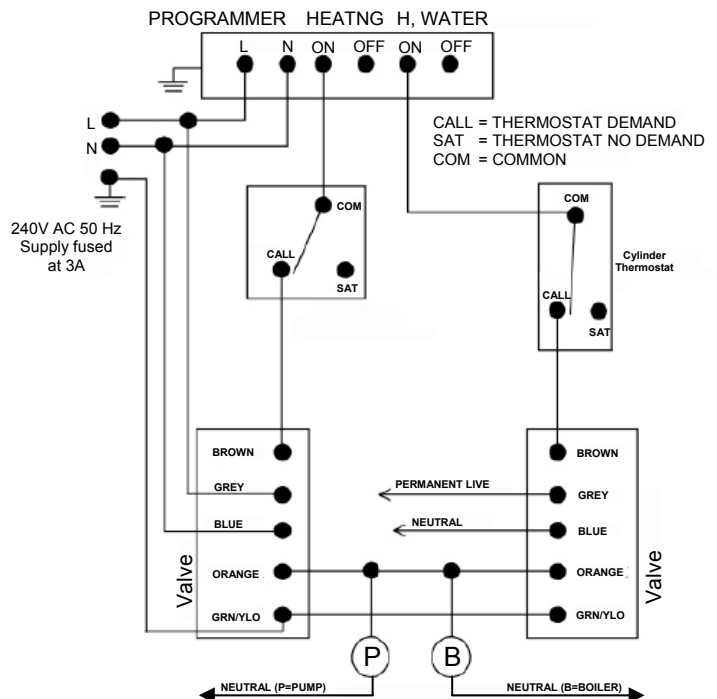 PROGRAMMER HEATNG H, WATER
L N ON OFF ON OFF
L
N
CALL = THERMOSTAT DEMAND
SAT = THERMOSTAT NO DEMAND
COM = COMMON
240V AC 50 Hz
Supply fused
at 3A
COM
CALL
SAT
COM
CALL
SAT
Cylinder
Thermostat
BROWN
GREY
BLUE
ORANGE
GRN/YLO
Valve
PERMANENT LIVE
NEUTRAL
BROWN
GREY
BLUE
ORANGE
GRN/YLO
Valve
P
B
NEUTRAL (P=PUMP)
NEUTRAL (B=BOILER)